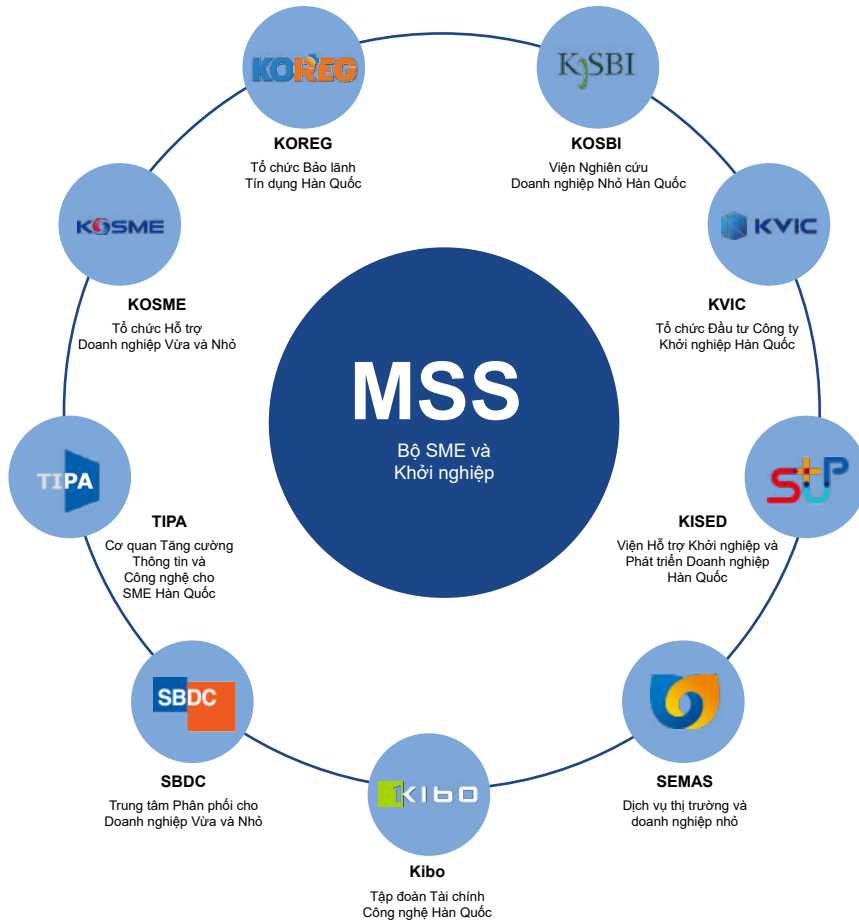 KOREG
KOREG
Tổ chức Bảo lãnh
Tín dụng Hàn Quốc
KOSBI
KOSBI
Viện Nghiên cứu
Doanh nghiệp Nhỏ Hàn Quốc
KOSME
KOSME
Tổ chức Hỗ trợ
Doanh nghiệp Vừa và Nhỏ
KVIC
KVIC
Tổ chức Đầu tư Công ty
Khởi nghiệp Hàn Quốc
MSS
Bộ SME và
Khởi nghiệp
TIPA
TIPA
Cơ quan Tăng cường
Thông tin và
Công nghệ cho
SME Hàn Quốc
StUP
KISED
Viện Hỗ trợ Khởi nghiệp và
Phát triển Doanh nghiệp
Hàn Quốc
SBDC
SBDC
Trung tâm Phân phối cho
Doanh nghiệp Vừa và Nhỏ
SEMAS
Dịch vụ thị trường và
doanh nghiệp nhỏ
KIbO
Kibo
Tập đoàn Tài chính
Công nghệ Hàn Quốc